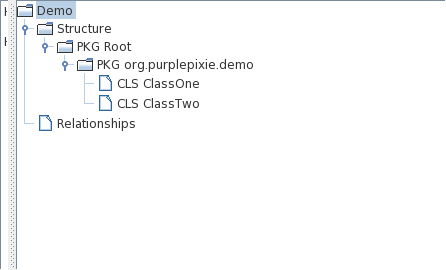 Demo
Structure
PKG Root
PKG org.purplepixie.demo
CLS ClassOne
CLS ClassTwo
Relationships